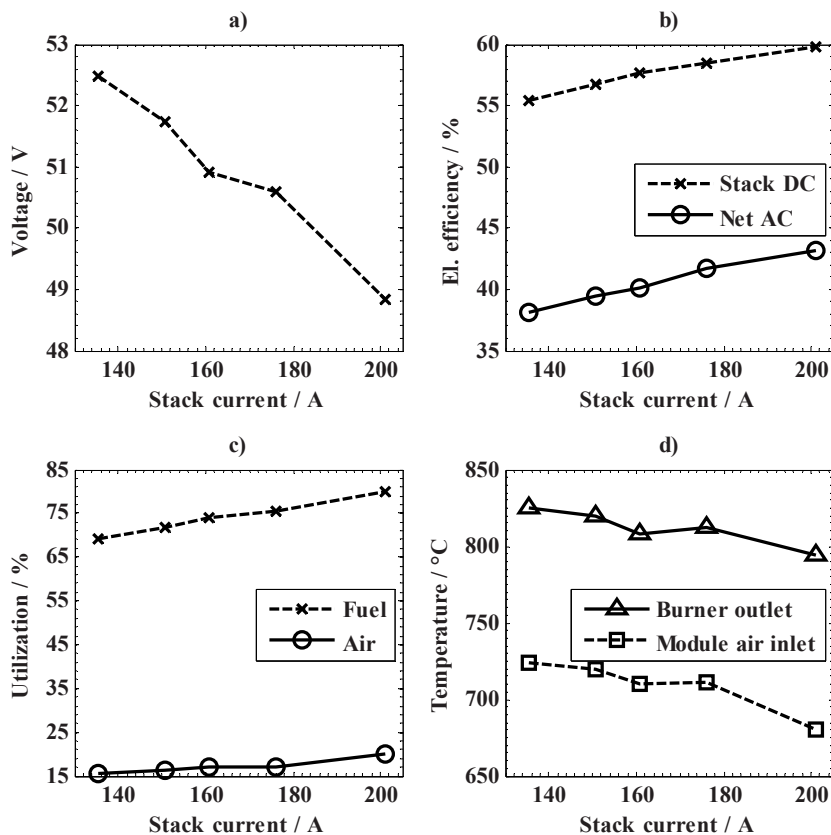 a)
53
52
51
50
49
48
Voltage / V
140 160 180 200
Stack current / A
b)
60
55
50
45
40
35
El. efficiency / %
Stack DC
Net AC
140 160 180 200
Stack current / A
c)
85
75
65
55
45
35
25
15
Utilization / %
Fuel
Air
140 160 180 200
Stack current / A
d)
850
800
750
700
650
Temperature / °C
Burner outlet
Module air inlet
140 160 180 200
Stack current / A